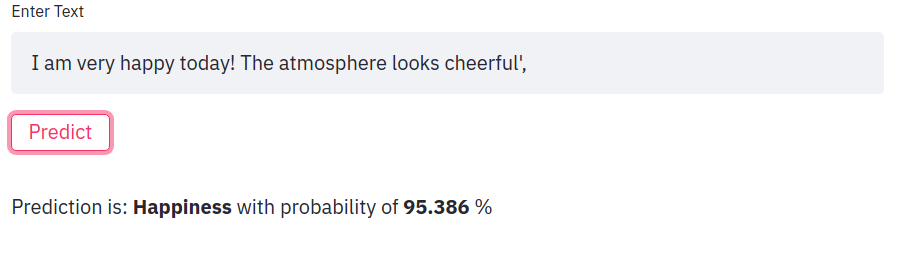 Enter Text
I am very happy today! The atmosphere looks cheerful',
Predict
Prediction is: Happiness with probability of 95.386 %